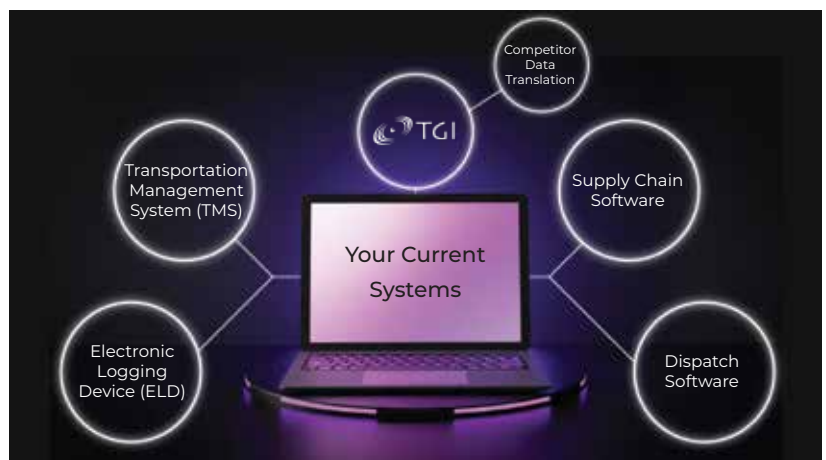 Competitor
Data
Translation
TGI
Transportation
Management
System (TMS)
Supply Chain
Software
Your Current
Systems
Electronic
Logging
Device (ELD)
Dispatch
Software